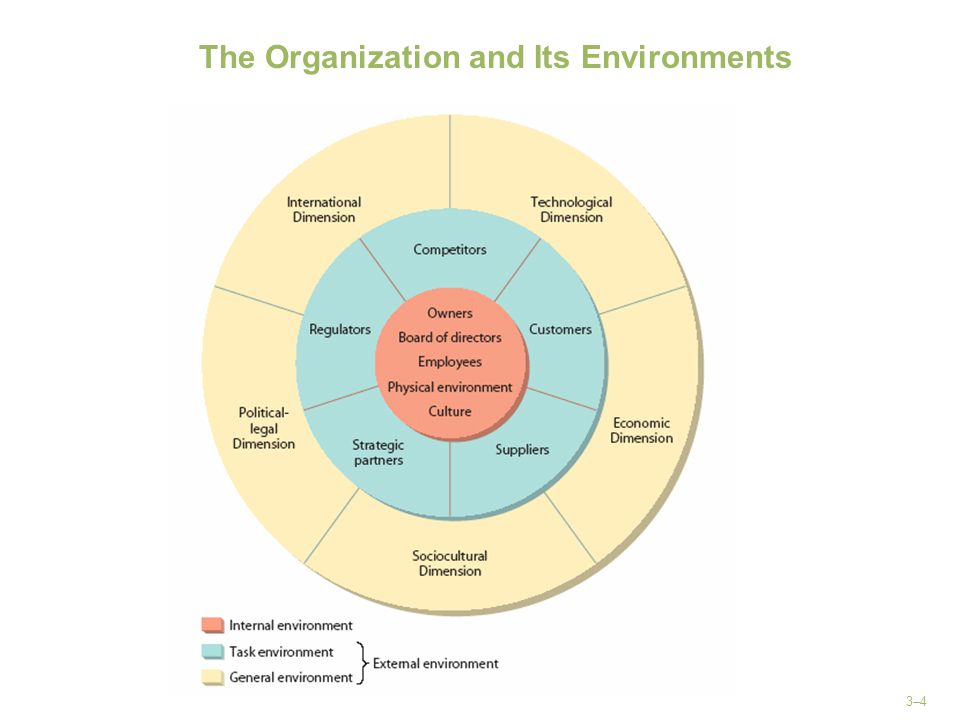 The Organization and Its Environments
International
Dimension
Technological
Dimension
Competitors
Regulators
Owners
Board of directors
Employees
Physical environment
Culture
Customers
Political-
legal
Dimension
Strategic
partners
Suppliers
Economic
Dimension
Sociocultural
Dimension
Internal environment
Task environment
General environment
External environment
3–4